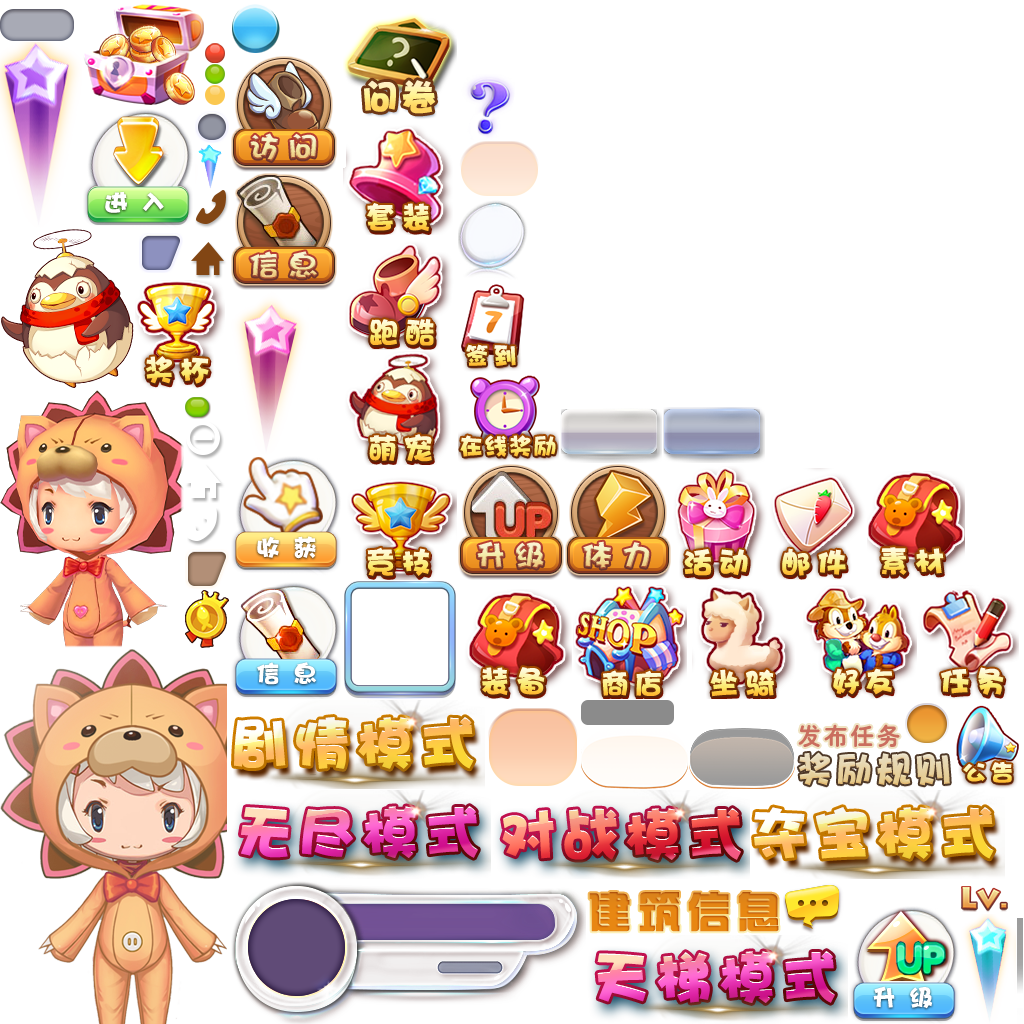 ?
问卷
访问
进入
套装
信息
跑酷
7
签到
奖杯
萌宠
在线奖励
收获
竞技
UP
升级
体力
活动
邮件
素材
信息
装备
SHOP
商店
坐骑
好友
任务
剧情模式
发布任务
奖励规则
公告
无尽模式
对战模式
夺宝模式
建筑信息
Lv.
天梯模式
UP
升级